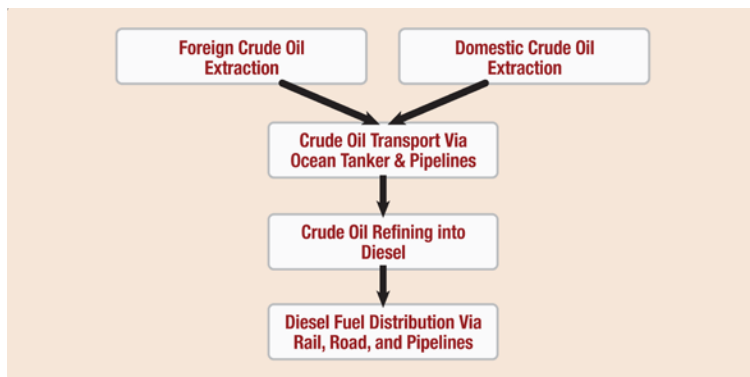 Foreign Crude Oil
Extraction
Domestic Crude Oil
Extraction
Crude Oil Transport Via
Ocean Tanker & Pipelines
Crude Oil Refining into
Diesel
Diesel Fuel Distribution Via
Rail, Road, and Pipelines